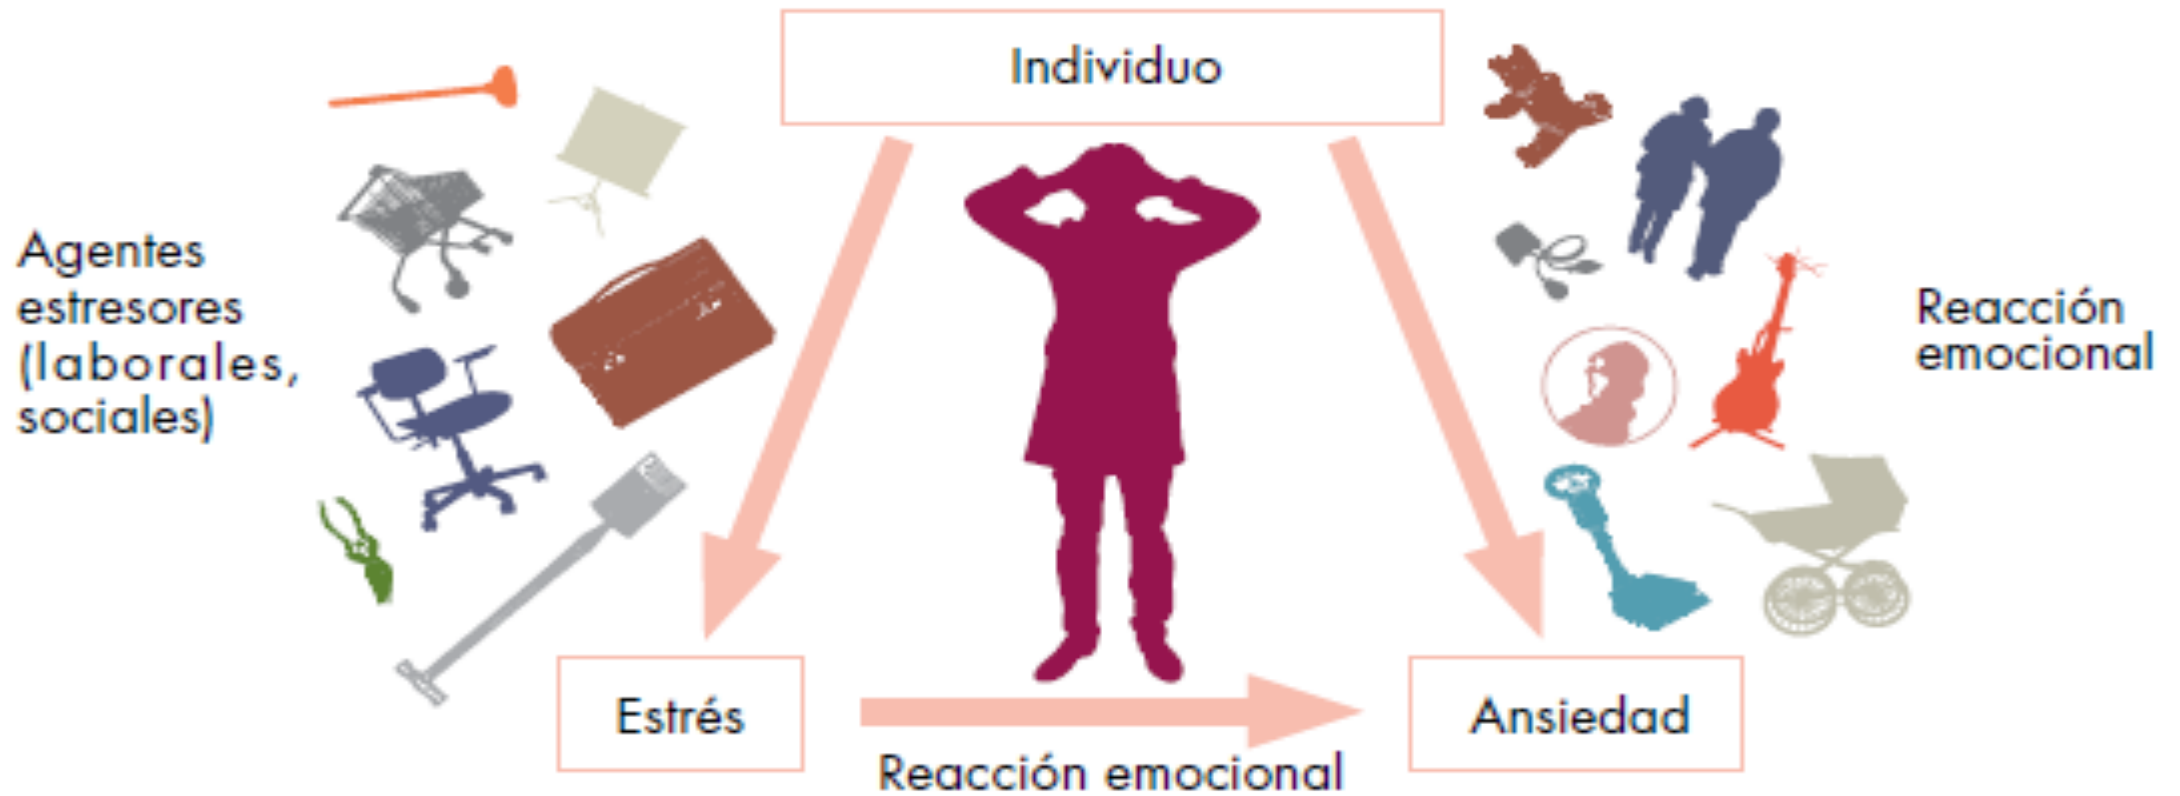 Individuo
Agentes
estresores
(laborales,
sociales)
Reacción
emocional
Estrés
Ansiedad
Reacción emocional